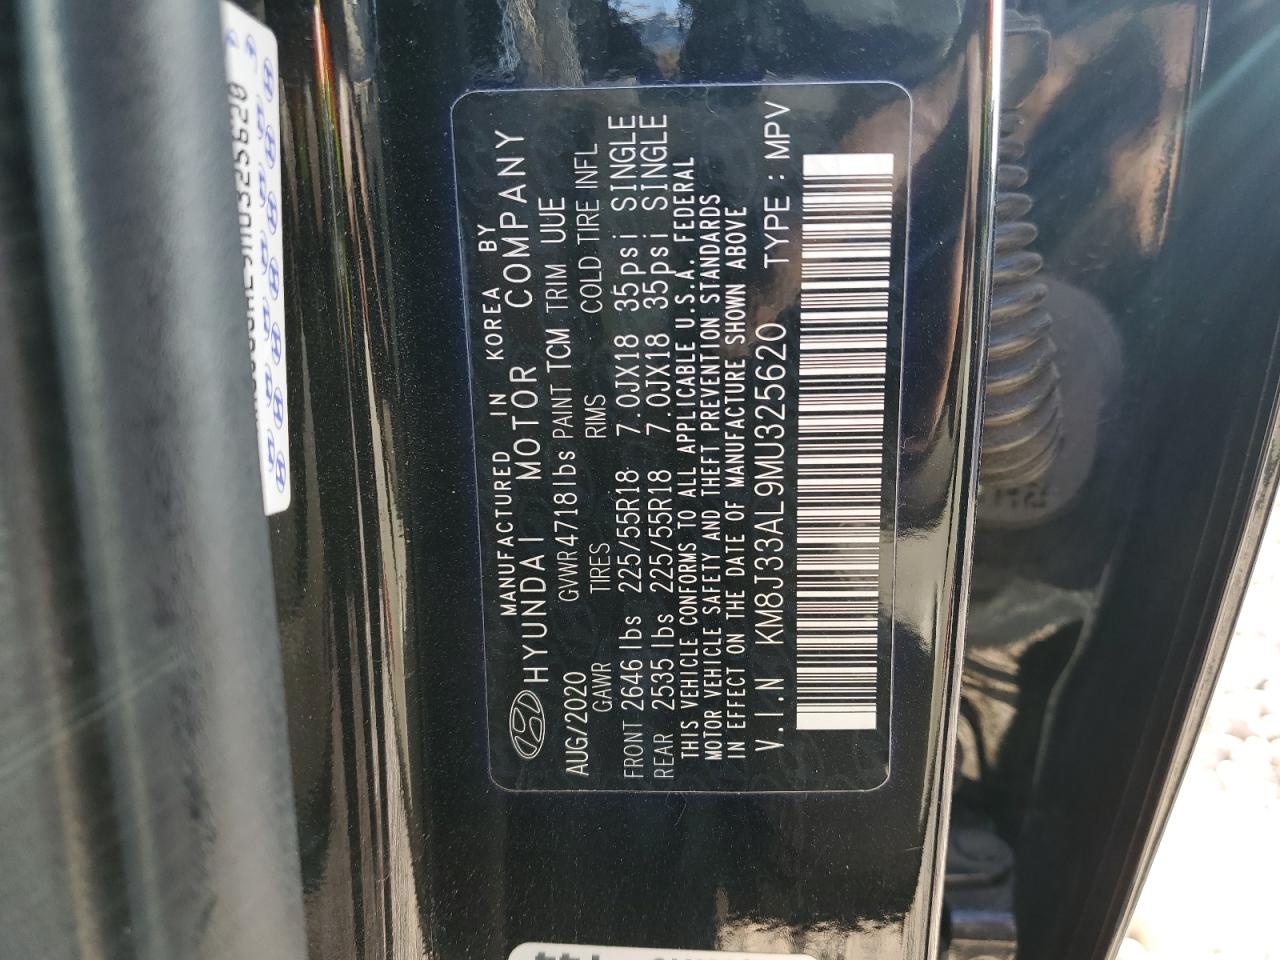 MANUFACTURED IN KOREA BY
HYUNDAI MOTOR COMPANY
AUG/2020 GVWR 4718lbs PAINT TCM TRIM UUE
GAWR TIRES RIMS COLD TIRE INFL
FRONT 2646 lbs 225/55R18 7.0JX18 35psi SINGLE
REAR 2535 lbs 225/55R18 7.0JX18 35psi SINGLE
THIS VEHICLE CONFORMS TO ALL APPLICABLE U.S.A. FEDERAL
MOTOR VEHICLE SAFETY AND THEFT PREVENTION STANDARDS
IN EFFECT ON THE DATE OF MANUFACTURE SHOWN ABOVE
V.I.N KM8J33AL9MU325620 TYPE : MPV